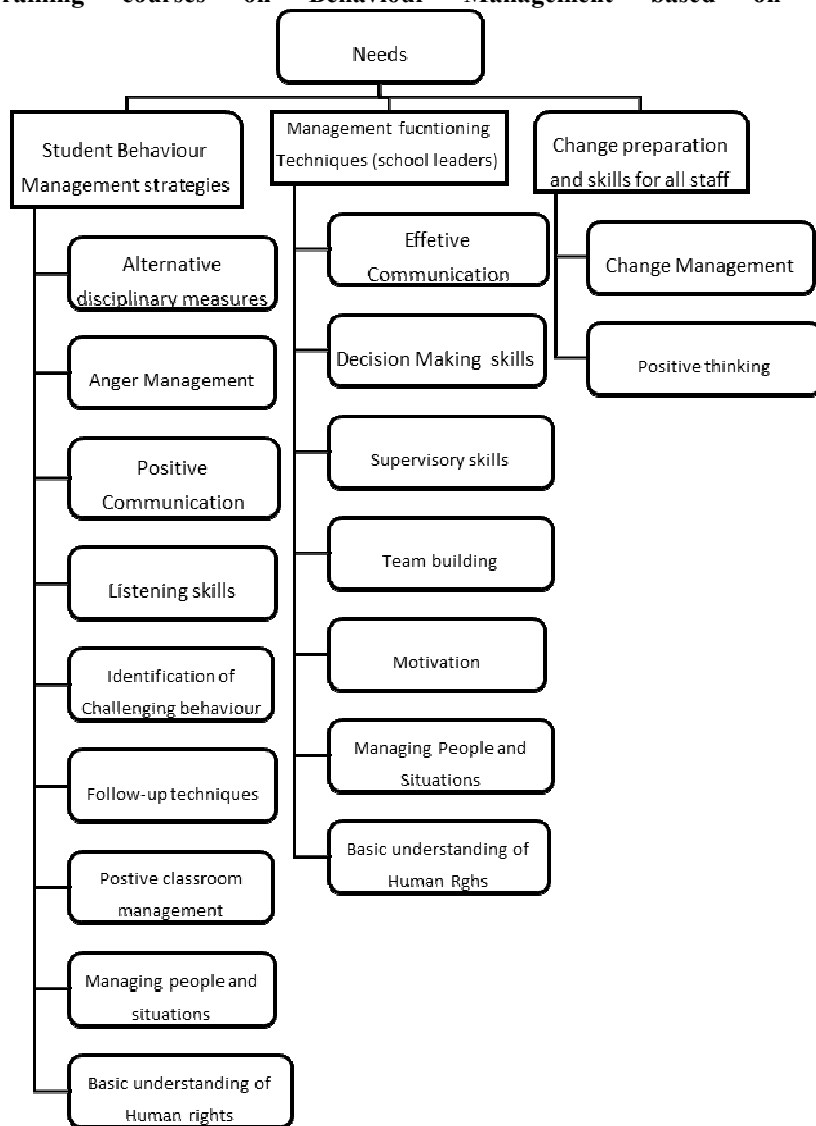 raining courses on Behaviour Management based on
Needs
Student Behaviour
Management strategies
Alternative
disciplinary measures
Anger Management
Positive
Communication
Listening skills
Identification of
Challenging behaviour
Follow-up techniques
Postive classroom
management
Managing people and
situations
Basic understanding of
Human rights
Management fucntioning
Techniques (school leaders)
Effetive
Communication
Decision Making skills
Supervisory skills
Team building
Motivation
Managing People and
Situations
Basic understanding of
Human Rghs
Change preparation
and skills for all staff
Change Management
Positive thinking